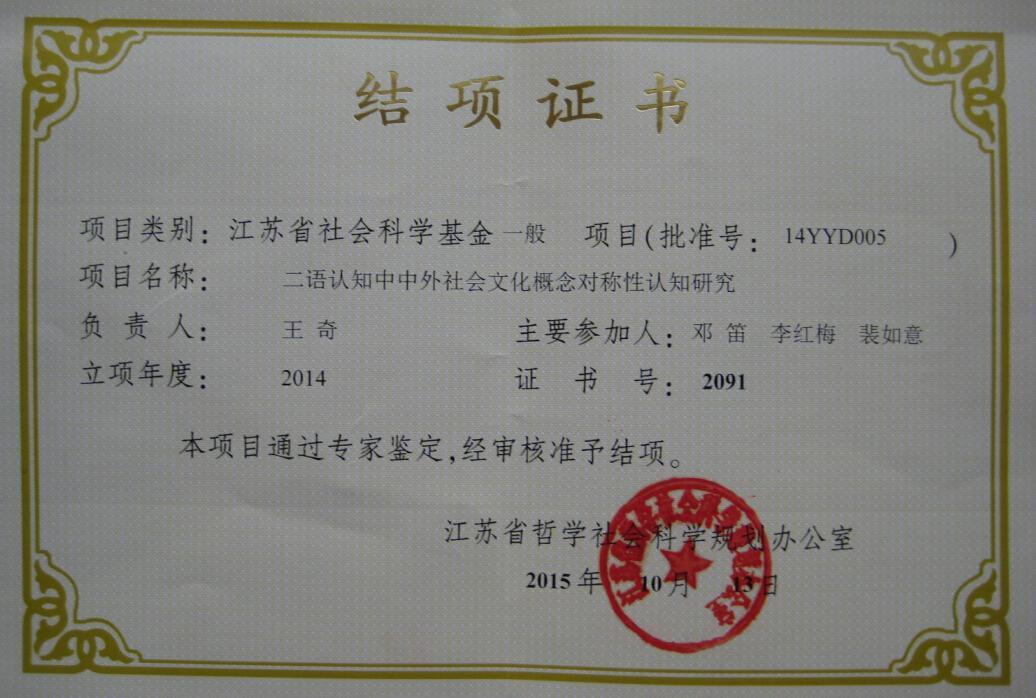 结项证书
项目类别：江苏省社会科学基金一般 项目(批准号：14YYD005 )
项目名称：二语认知中中外社会文化概念对称性认知研究
负责人：王奇 主要参加人：邓笛 李红梅 裴如意
立项年度：2014 证书号：2091
本项目通过专家鉴定,经审核准予结项。
江苏省哲学社会科学规划办公室
2015年10月13日